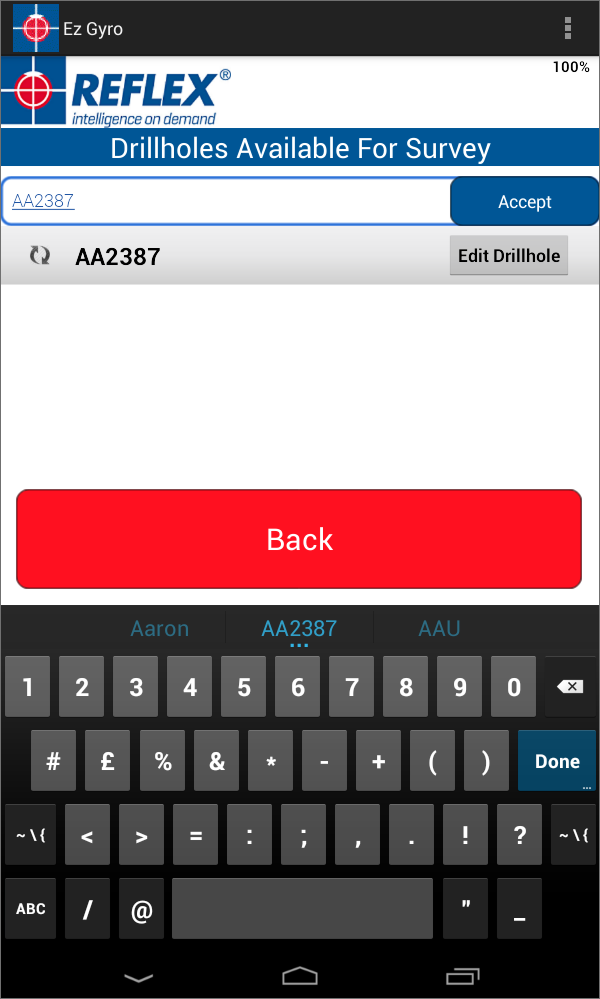 Ez Gyro
100%
REFLEX®
intelligence on demand
Drillholes Available For Survey
AA2387 Accept
AA2387 Edit Drillhole
Back
Aaron AA2387 AAU
...
1 2 3 4 5 6 7 8 9 0
# £ % & * - + ( ) Done ...
~ \ { < > = : ; , . ! ? ~ \ {
ABC / @ " _